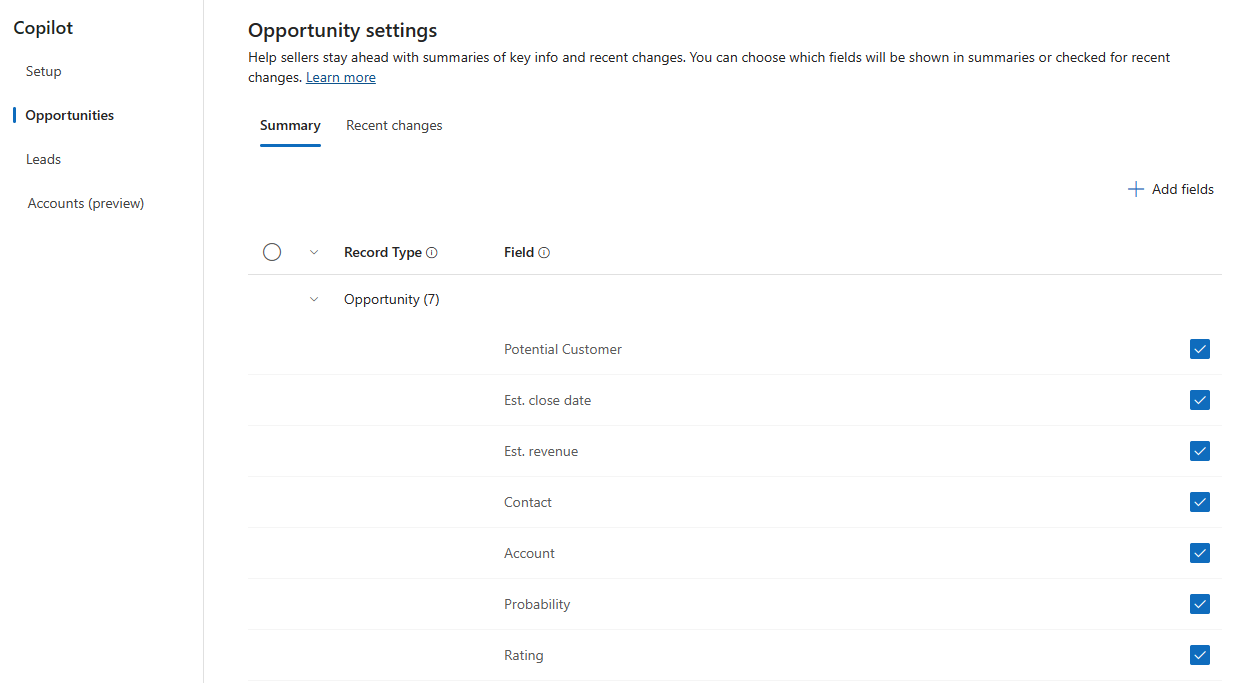 Copilot
Setup
Opportunities
Leads
Accounts (preview)
Opportunity settings
Help sellers stay ahead with summaries of key info and recent changes. You can choose which fields will be shown in summaries or checked for recent
changes. Learn more
Summary Recent changes
Add fields
Record Type Field
Opportunity (7)
Potential Customer
Est. close date
Est. revenue
Contact
Account
Probability
Rating